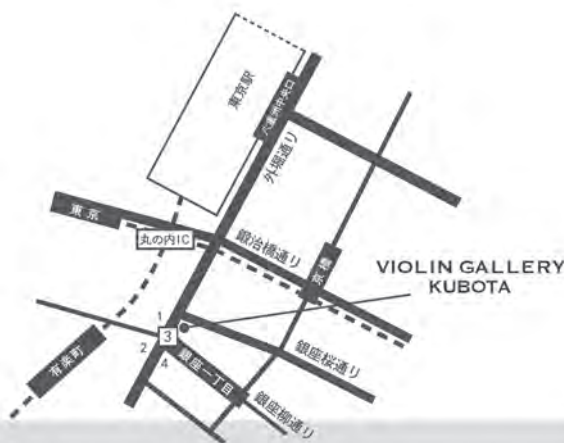 東京駅
八重洲中央口
外堀通り
東京
丸の内IC
鍛冶橋通り
京橋
VIOLIN GALLERY
KUBOTA
1
3
2
4
有楽町
銀座一丁目
銀座桜通り
銀座柳通り